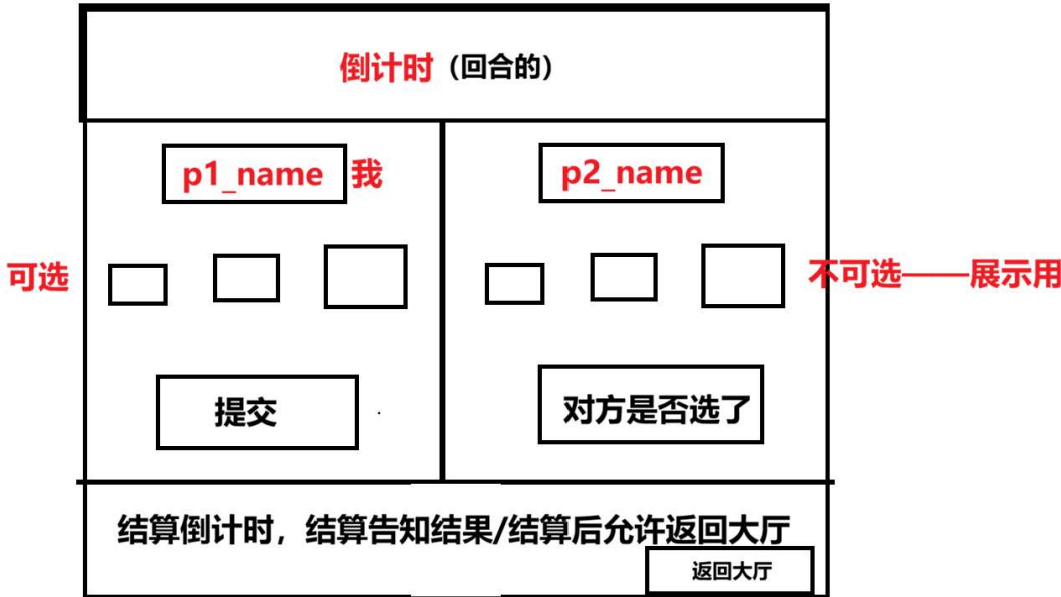 倒计时（回合的）
p1_name 我
p2_name
可选
不可选——展示用
提交
对方是否选了
结算倒计时，结算告知结果/结算后允许返回大厅
返回大厅